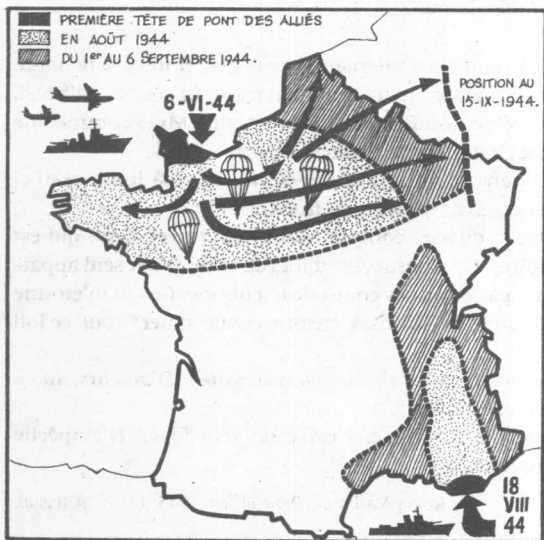 PREMIÈRE TÊTE DE PONT DES ALLIÉS
EN AOÛT 1944
DU 1er AU 6 SEPTEMBRE 1944.
6-VI-44
POSITION AU
15-IX-1944.
18
VIII
44